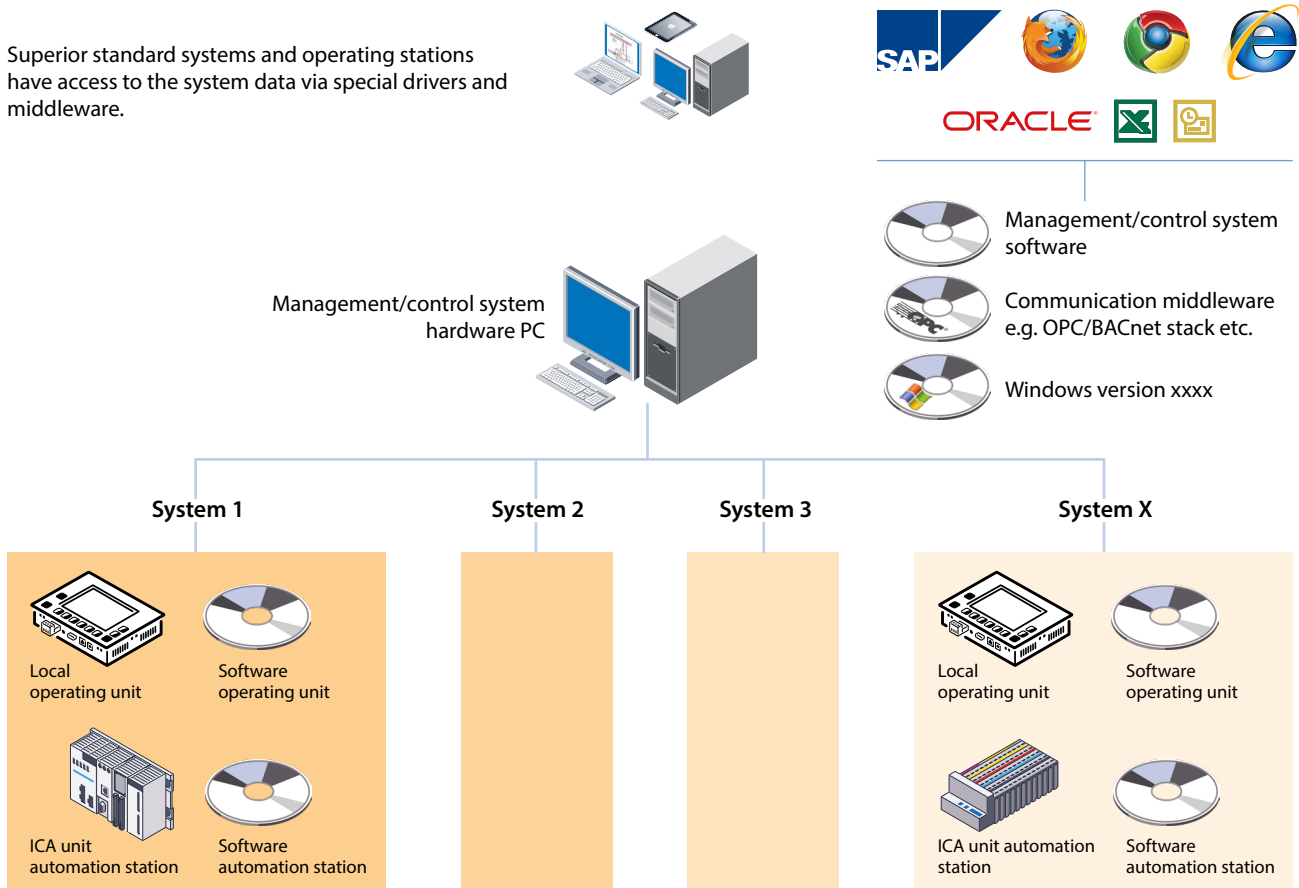 Superior standard systems and operating stations
have access to the system data via special drivers and
middleware.
SAP
ORACLE
Management/control system
software
Management/control system
hardware PC
Communication middleware
e.g. OPC/BACnet stack etc.
OPC
Windows version xxxx
System 1
System 2
System 3
System X
Local
operating unit
Software
operating unit
ICA unit
automation station
Software
automation station
Local
operating unit
Software
operating unit
ICA unit automation
station
Software
automation station